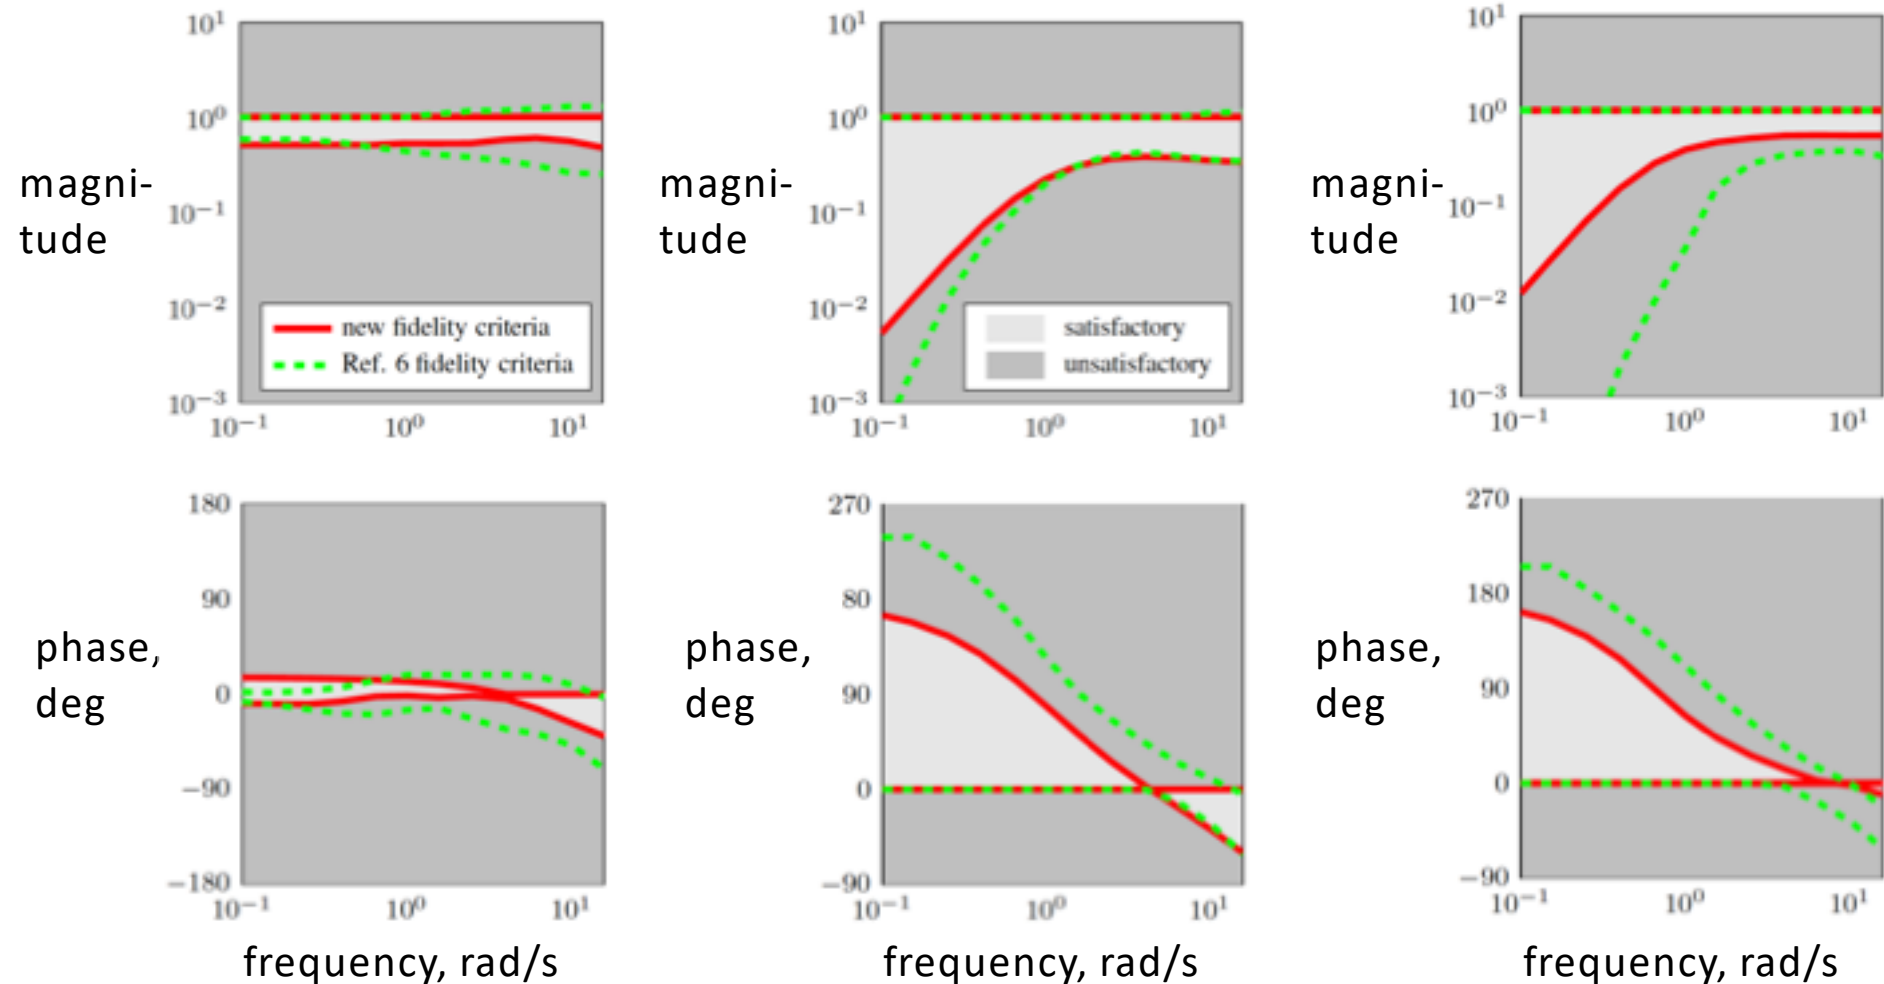 10¹
10⁰
10⁻¹
10⁻²
10⁻³
magni-
tude
new fidelity criteria
Ref. 6 fidelity criteria
10⁻¹ 10⁰ 10¹
10¹
10⁰
10⁻¹
10⁻²
10⁻³
magni-
tude
satisfactory
unsatisfactory
10⁻¹ 10⁰ 10¹
10¹
10⁰
10⁻¹
10⁻²
10⁻³
magni-
tude
10⁻¹ 10⁰ 10¹
180
90
0
−90
−180
phase,
deg
10⁻¹ 10⁰ 10¹
frequency, rad/s
270
80
90
0
−90
phase,
deg
10⁻¹ 10⁰ 10¹
frequency, rad/s
270
180
90
0
−90
phase,
deg
10⁻¹ 10⁰ 10¹
frequency, rad/s